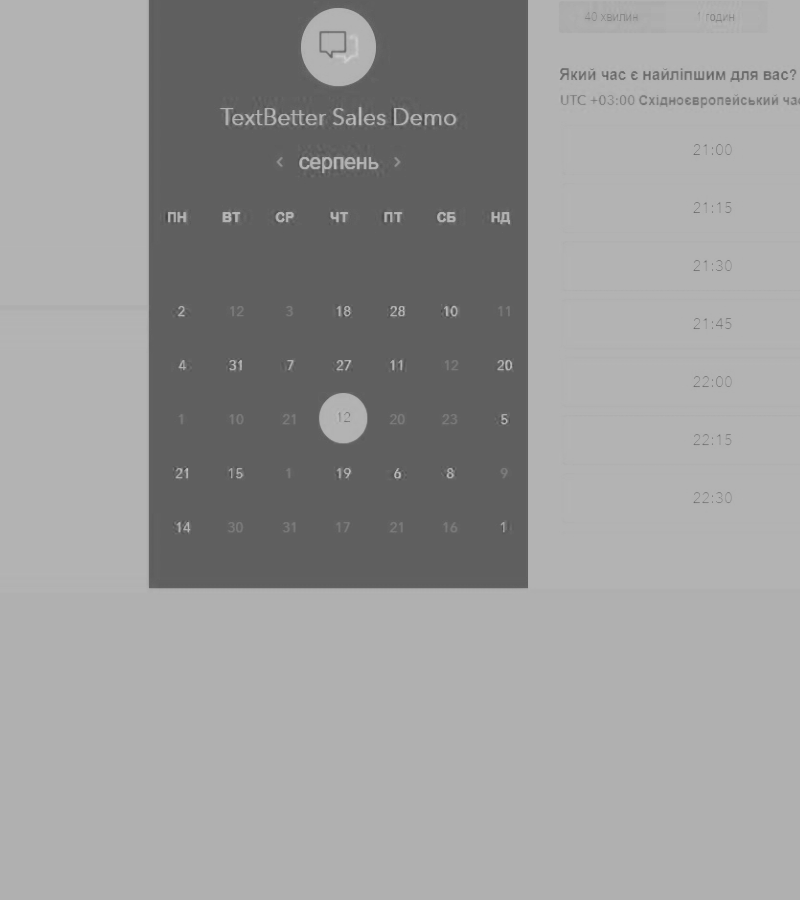 40 хвилин 1 годин
TextBetter Sales Demo
серпень
ПН ВТ СР ЧТ ПТ СБ НД
2 12 3 18 28 10 11
4 31 7 27 11 12 20
1 10 21 12 20 23 5
21 15 1 19 6 8 9
14 30 31 17 21 16 1
Який час є найліпшим для вас?
UTC +03:00 Східноєвропейський
21:00
21:15
21:30
21:45
22:00
22:15
22:30